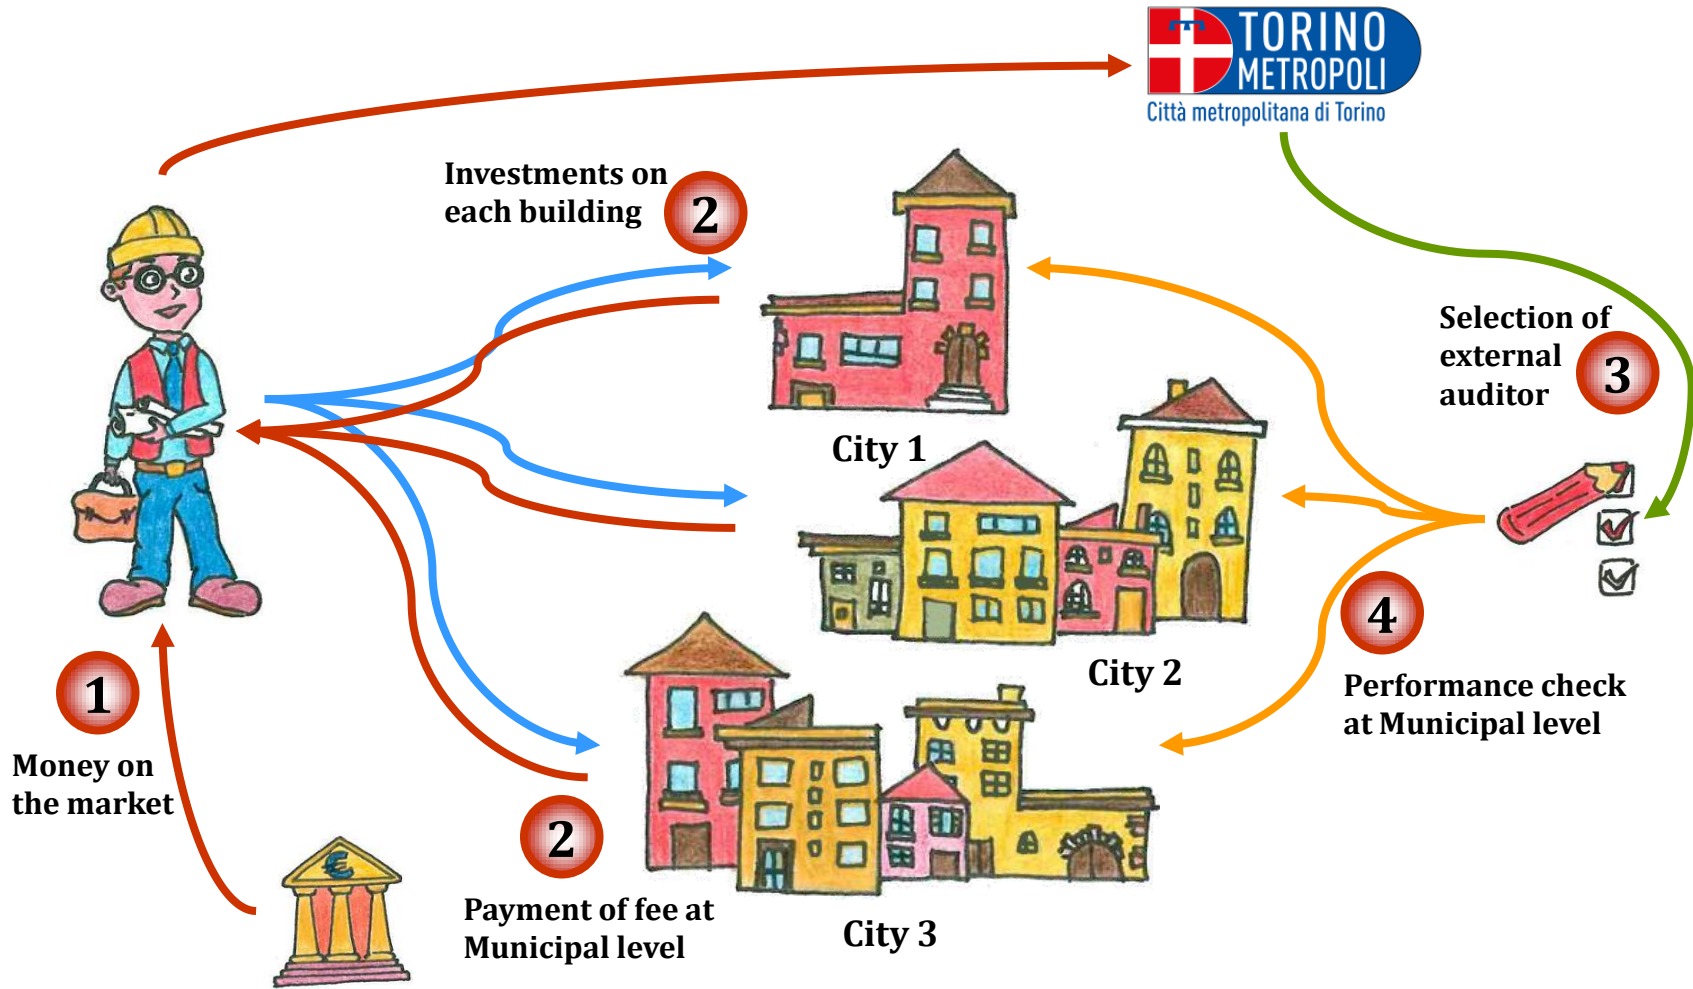 TORINO
METROPOLI
Città metropolitana di Torino
Investments on
each building
2
City 1
Selection of
external
auditor
3
City 2
4
Performance check
at Municipal level
1
Money on
the market
€
2
Payment of fee at
Municipal level
City 3